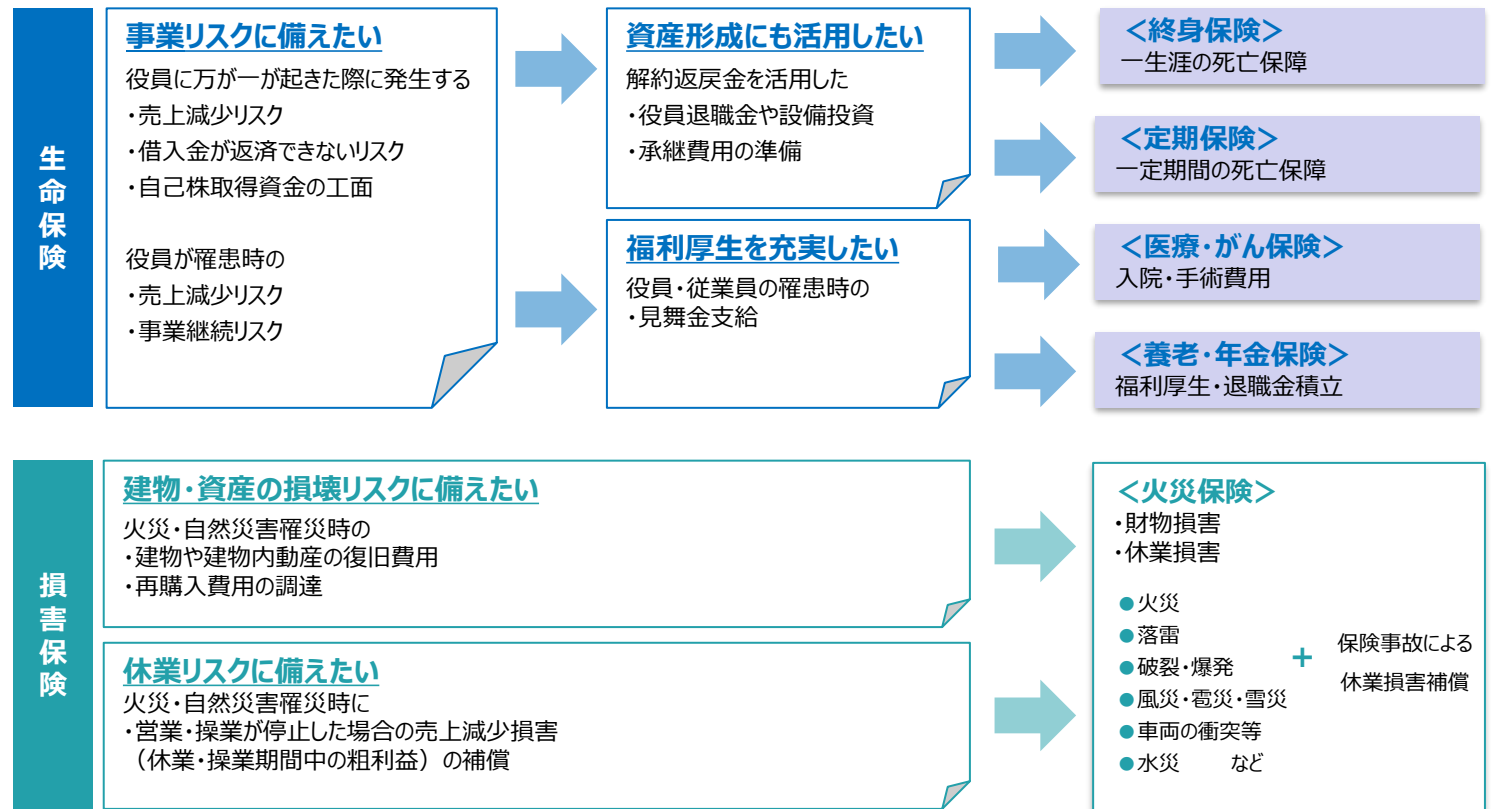 生命保険
事業リスクに備えたい
役員に万が一が起きた際に発生する
・売上減少リスク
・借入金が返済できないリスク
・自己株取得資金の工面
役員が罹患時の
・売上減少リスク
・事業継続リスク
資産形成にも活用したい
解約返戻金を活用した
・役員退職金や設備投資
・承継費用の準備
福利厚生を充実したい
役員・従業員の罹患時の
・見舞金支給
＜終身保険＞
一生涯の死亡保障
＜定期保険＞
一定期間の死亡保障
＜医療・がん保険＞
入院・手術費用
＜養老・年金保険＞
福利厚生・退職金積立
損害保険
建物・資産の損壊リスクに備えたい
火災・自然災害罹災時の
・建物や建物内動産の復旧費用
・再購入費用の調達
休業リスクに備えたい
火災・自然災害罹災時に
・営業・操業が停止した場合の売上減少損害
（休業・操業期間中の粗利益）の補償
＜火災保険＞
・財物損害
・休業損害
●火災
●落雷
●破裂・爆発
●風災・雹災・雪災
●車両の衝突等
●水災　　など
＋
保険事故による
休業損害補償